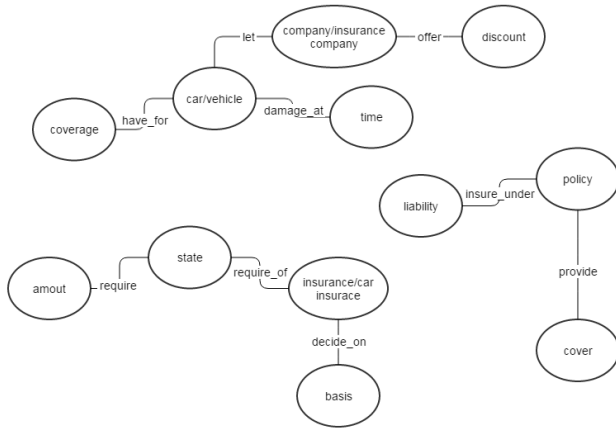 company/insurance
company
let
offer
discount
car/vehicle
coverage
have_for
damage_at
time
policy
liability
insure_under
provide
cover
state
amout
require
require_of
insurance/car
insurace
decide_on
basis